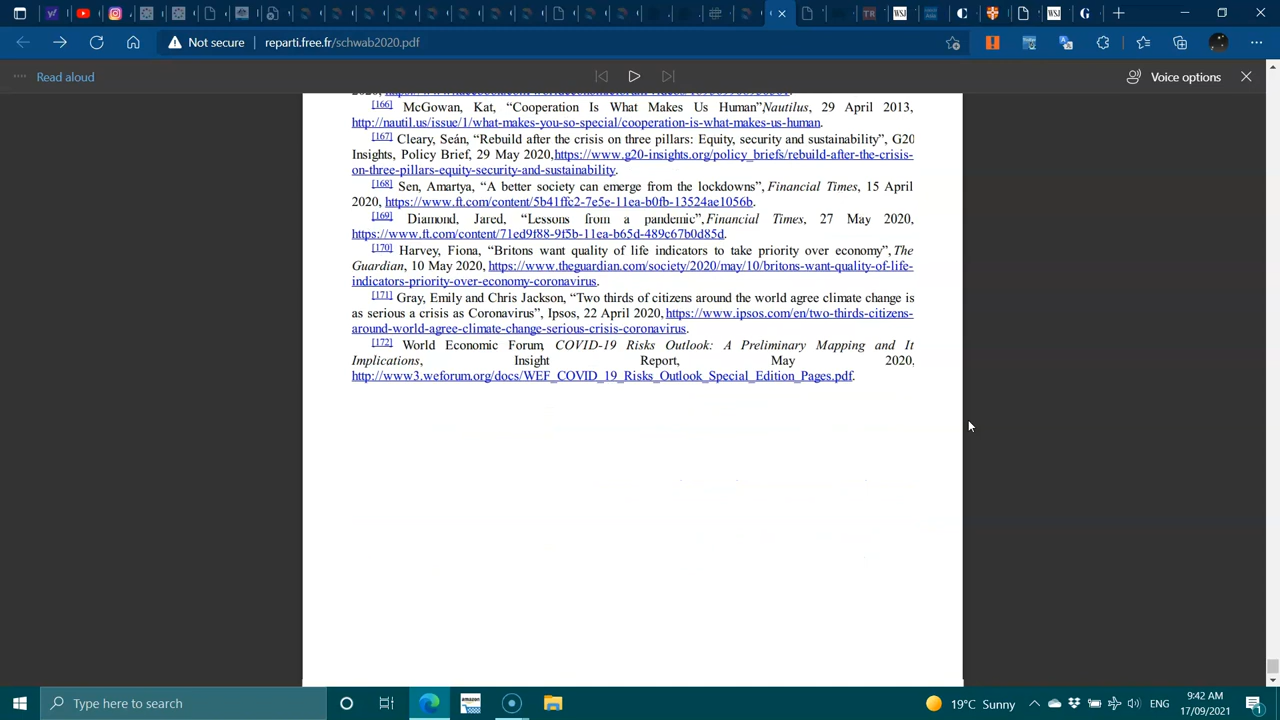 Not secure
reparti.free.fr/schwab2020.pdf
Read aloud
Voice options
[166] McGowan, Kat, “Cooperation Is What Makes Us Human”, Nautilus, 29 April 2013,
http://nautil.us/issue/1/what-makes-you-so-special/cooperation-is-what-makes-us-human.
[167] Cleary, Seán, “Rebuild after the crisis on three pillars: Equity, security and sustainability”, G20
Insights, Policy Brief, 29 May 2020, https://www.g20-insights.org/policy_briefs/rebuild-after-the-crisis-
on-three-pillars-equity-security-and-sustainability.
[168] Sen, Amartya, “A better society can emerge from the lockdowns”, Financial Times, 15 April
2020, https://www.ft.com/content/5b41ffc2-7e5e-11ea-b0fb-13524ae1056b.
[169] Diamond, Jared, “Lessons from a pandemic”, Financial Times, 27 May 2020,
https://www.ft.com/content/71ed9f88-9f5b-11ea-b65d-489c67b0d85d.
[170] Harvey, Fiona, “Britons want quality of life indicators to take priority over economy”, The
Guardian, 10 May 2020, https://www.theguardian.com/society/2020/may/10/britons-want-quality-of-life-
indicators-priority-over-economy-coronavirus.
[171] Gray, Emily and Chris Jackson, “Two thirds of citizens around the world agree climate change is
as serious a crisis as Coronavirus”, Ipsos, 22 April 2020, https://www.ipsos.com/en/two-thirds-citizens-
around-world-agree-climate-change-serious-crisis-coronavirus.
[172] World Economic Forum, COVID-19 Risks Outlook: A Preliminary Mapping and It
Implications, Insight Report, May 2020,
http://www3.weforum.org/docs/WEF_COVID_19_Risks_Outlook_Special_Edition_Pages.pdf.
Type here to search
amazon
19°C Sunny
ENG
9:42 AM
17/09/2021